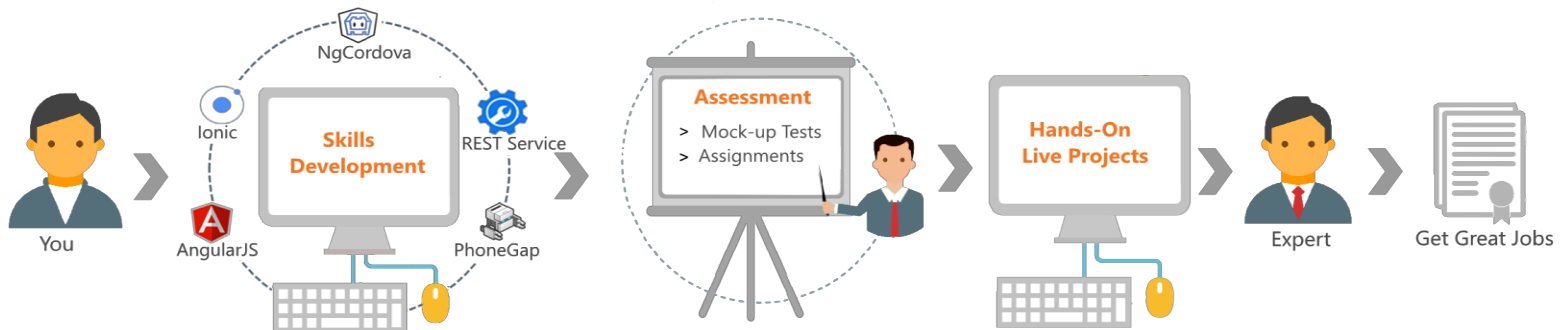 You
NgCordova
Ionic
REST Service
AngularJS
PhoneGap
Skills
Development
Assessment
> Mock-up Tests
> Assignments
Hands-On
Live Projects
Expert
Get Great Jobs